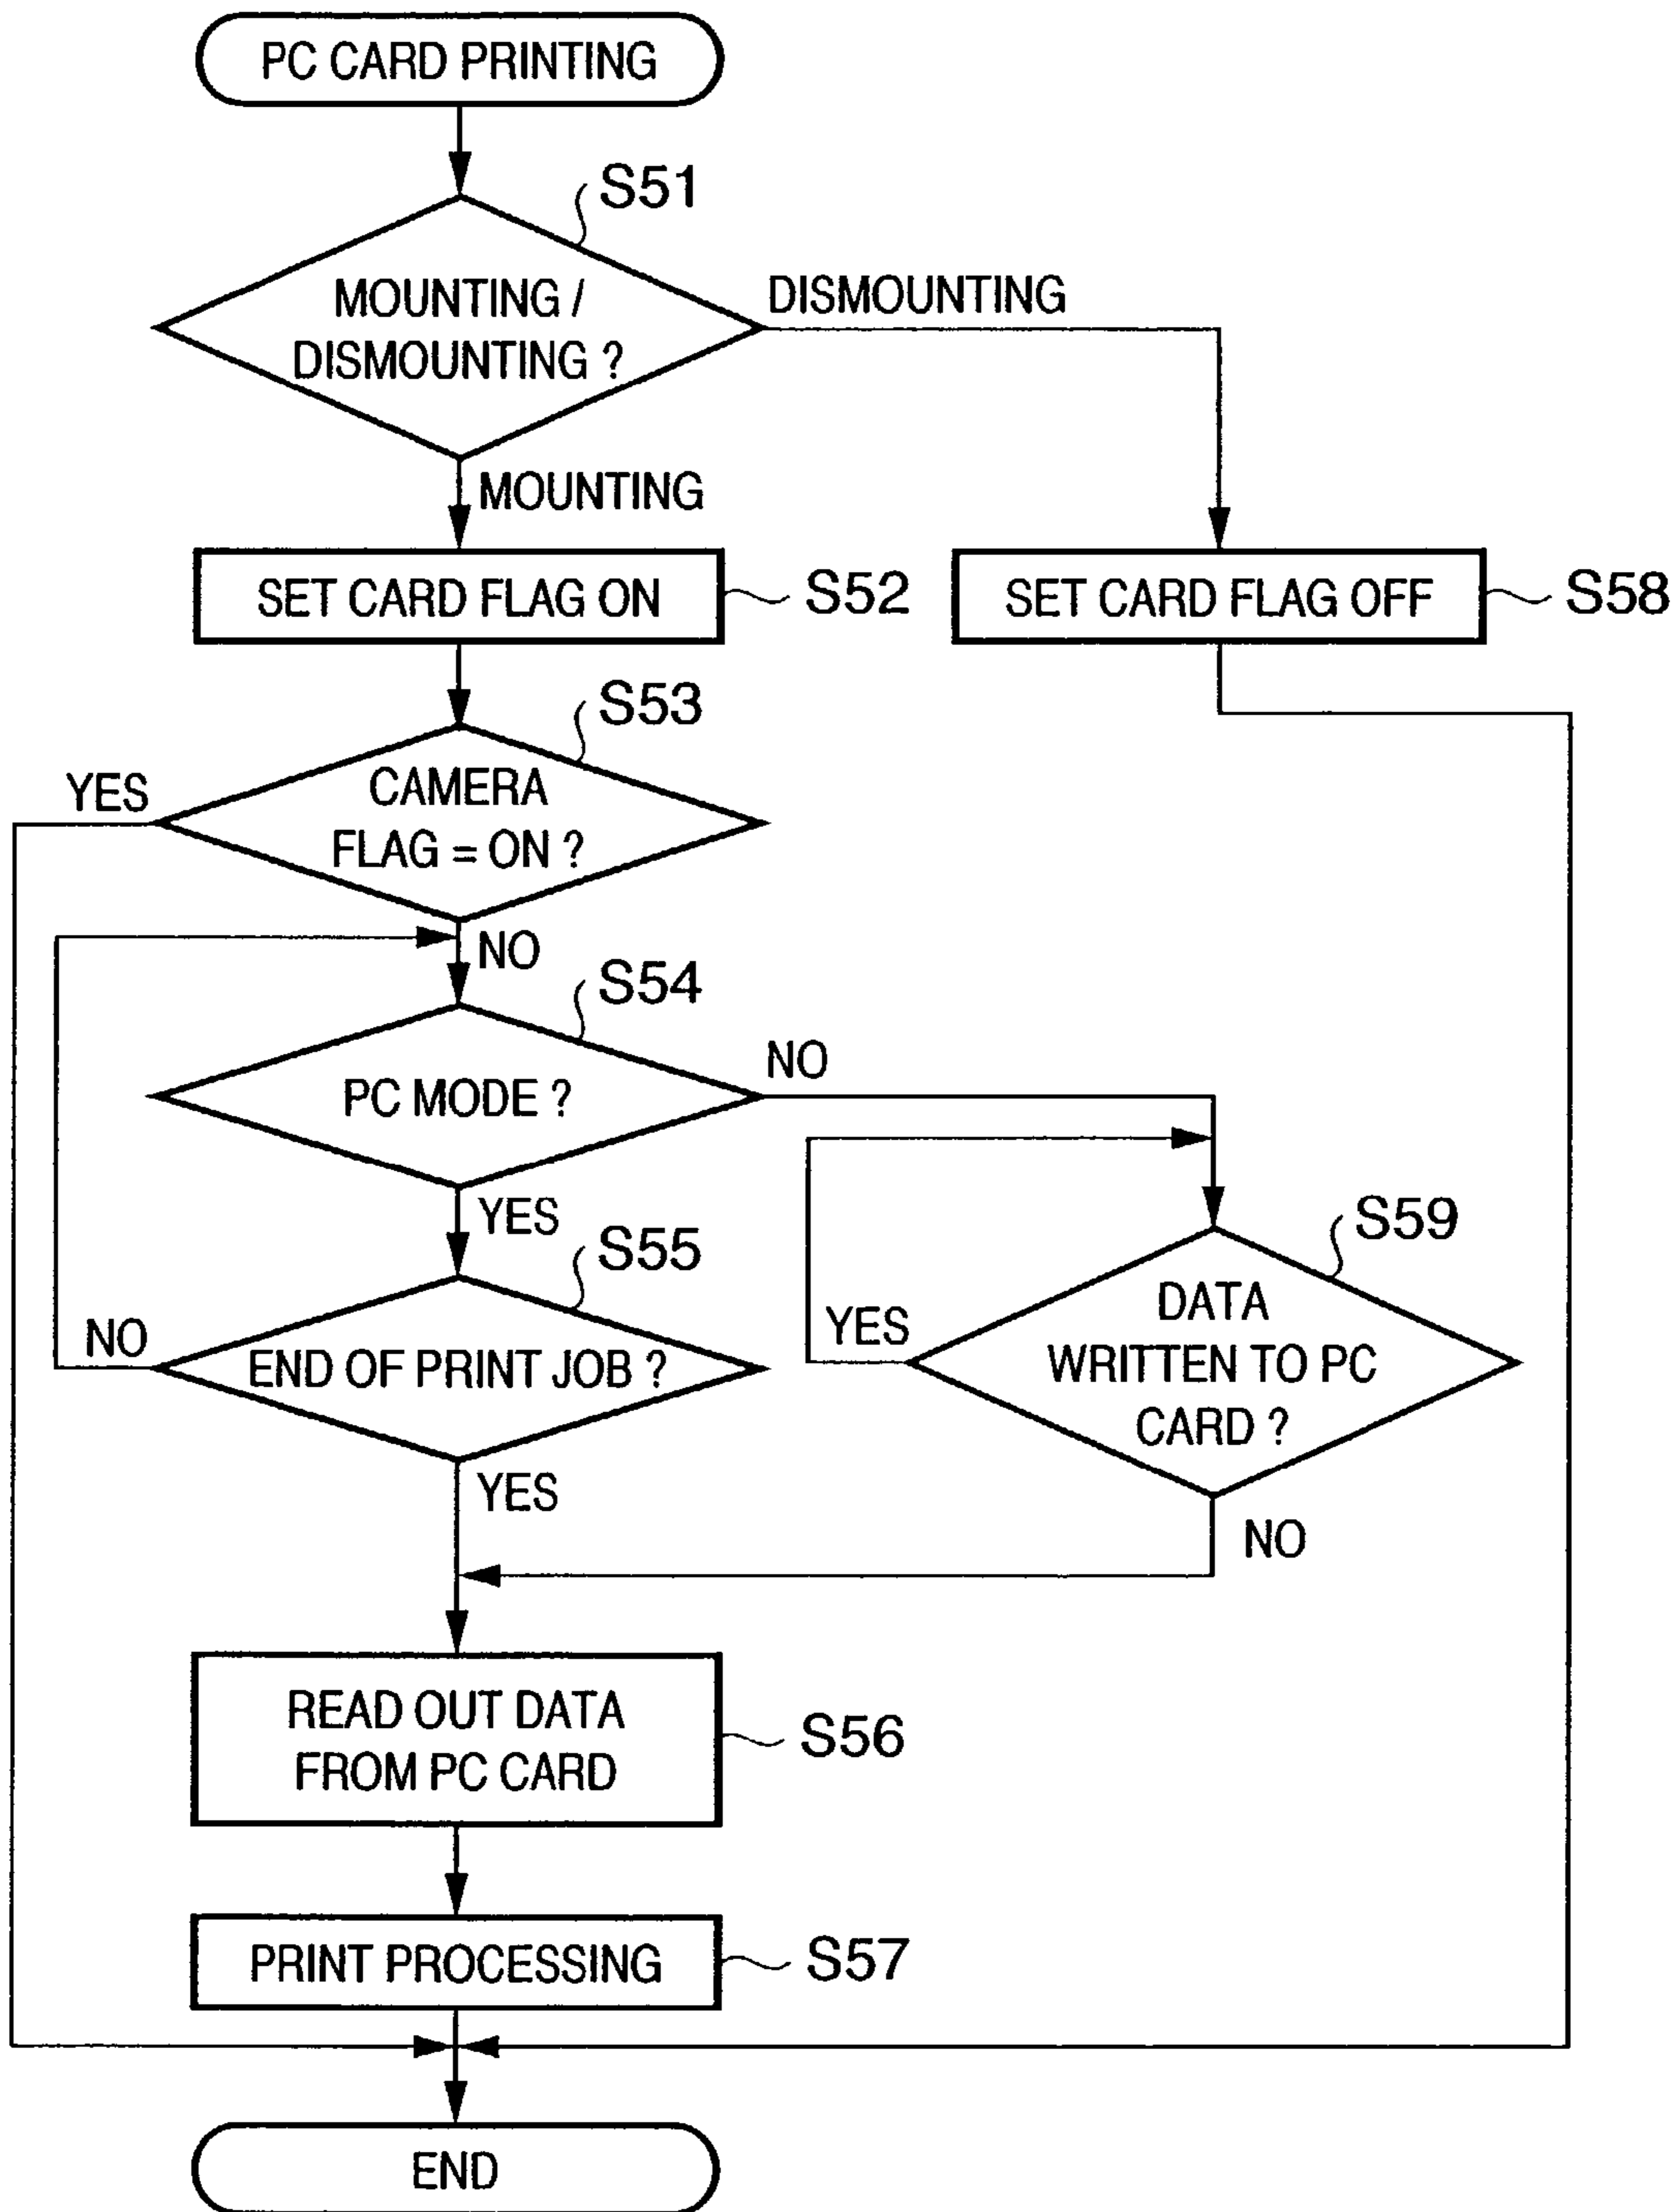 PC CARD PRINTING
S51
MOUNTING /
DISMOUNTING ?
DISMOUNTING
MOUNTING
SET CARD FLAG ON
S52
SET CARD FLAG OFF
S58
S53
YES
CAMERA
FLAG = ON ?
NO
S54
NO
PC MODE ?
YES
S55
S59
NO
END OF PRINT JOB ?
YES
DATA
WRITTEN TO PC
CARD ?
YES
NO
READ OUT DATA
FROM PC CARD
S56
PRINT PROCESSING
S57
END